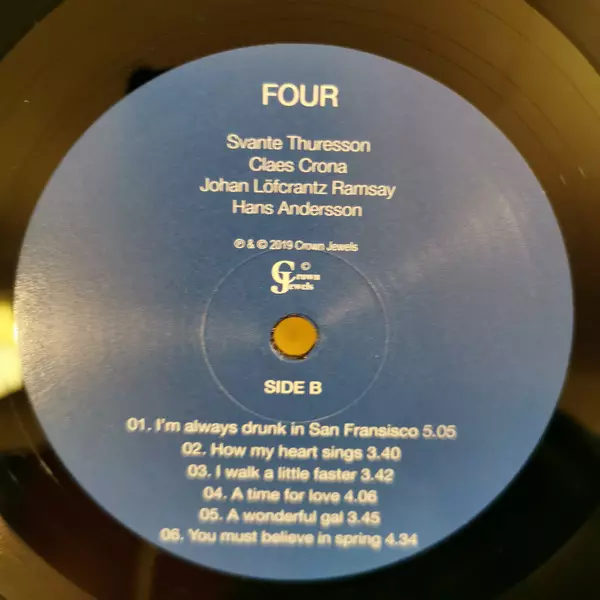 FOUR
Svante Thuresson
Claes Crona
Johan Löfcrantz Ramsay
Hans Andersson
℗ & © 2019 Crown Jewels
©
Crown
Jewels
SIDE B
01. I'm always drunk in San Fransisco 5.05
02. How my heart sings 3.40
03. I walk a little faster 3.42
04. A time for love 4.06
05. A wonderful gal 3.45
06. You must believe in spring 4.34